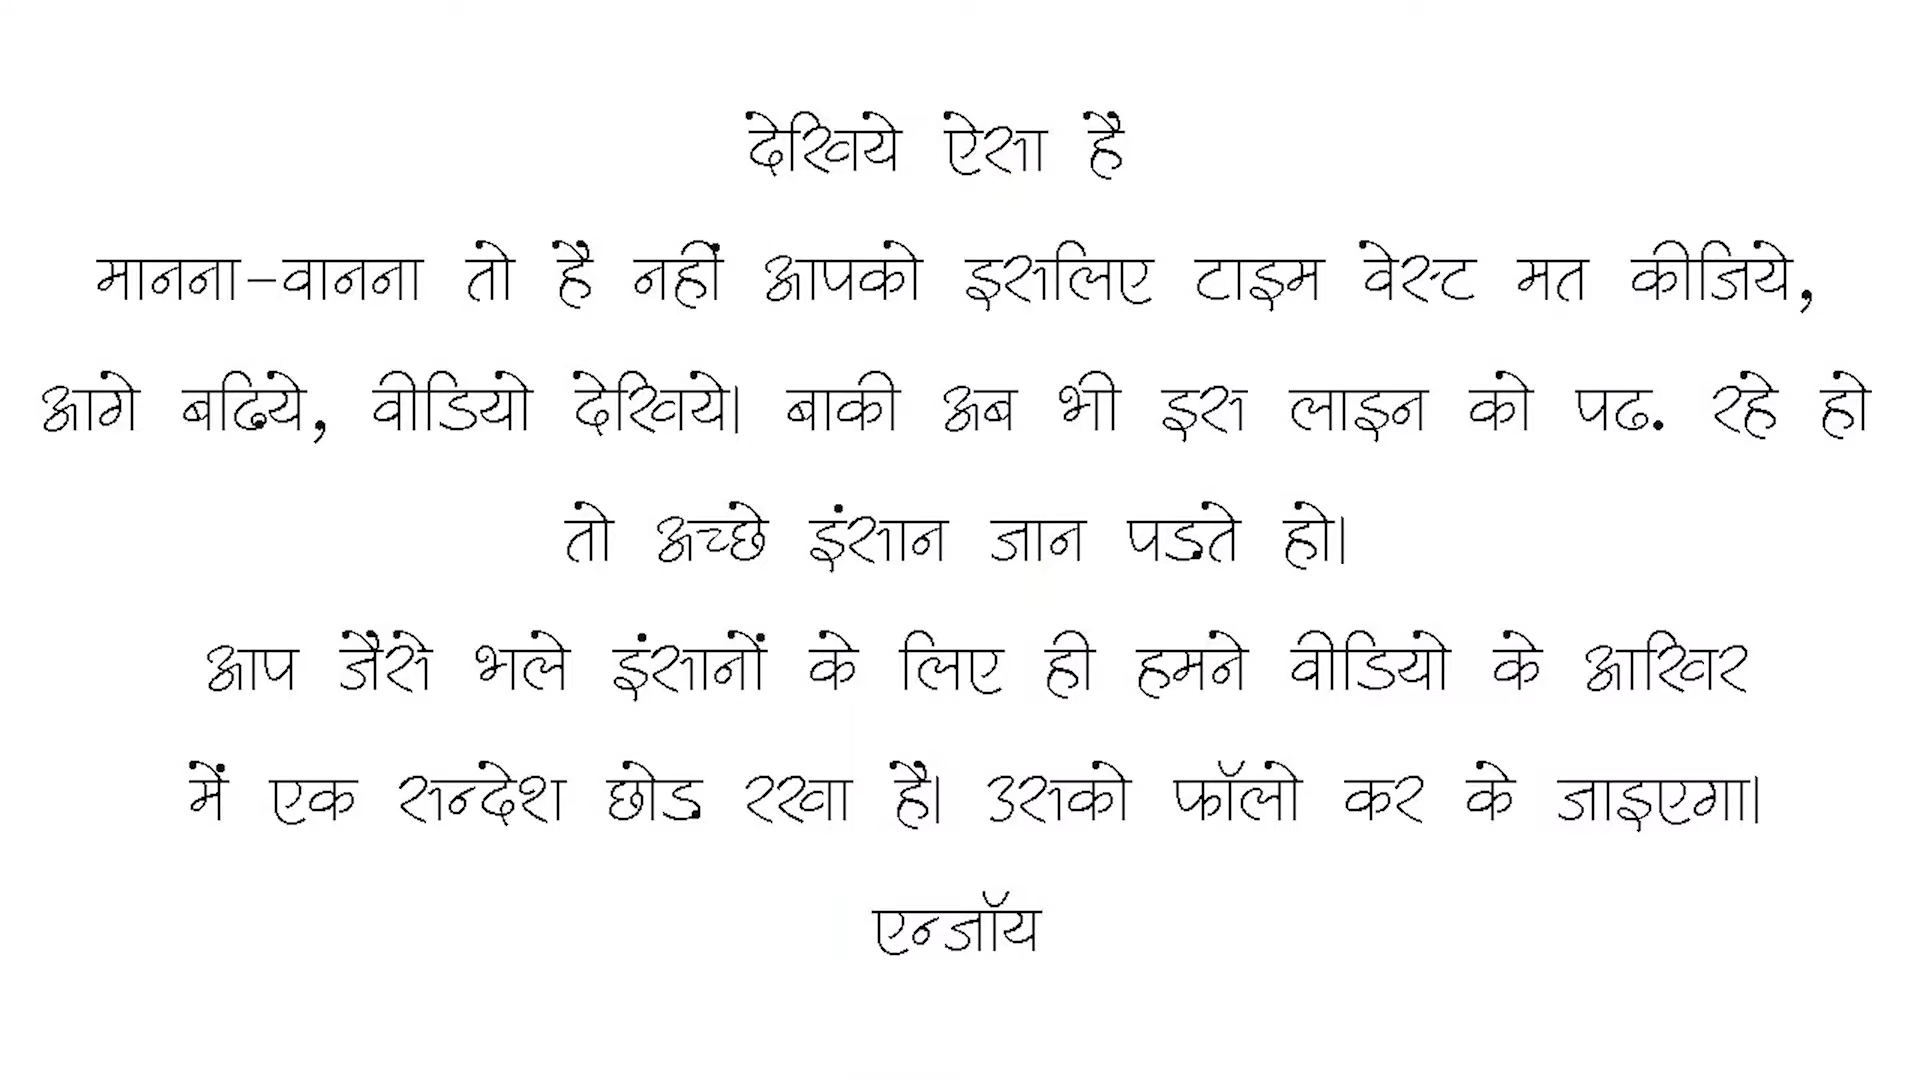 देखिये ऐसा है
मानना-वानना तो है नहीं आपको इसलिए टाइम वेस्ट मत कीजिये,
आगे बढ़िये, वीडियो देखिये। बाकी अब भी इस लाइन को पढ. रहे हो
तो अच्छे इंसान जान पड़ते हो।
आप जैसे भले इंसानों के लिए ही हमने वीडियो के आखिर
में एक सन्देश छोड़ रखा है। उसको फॉलो कर के जाइएगा।
एन्जॉय